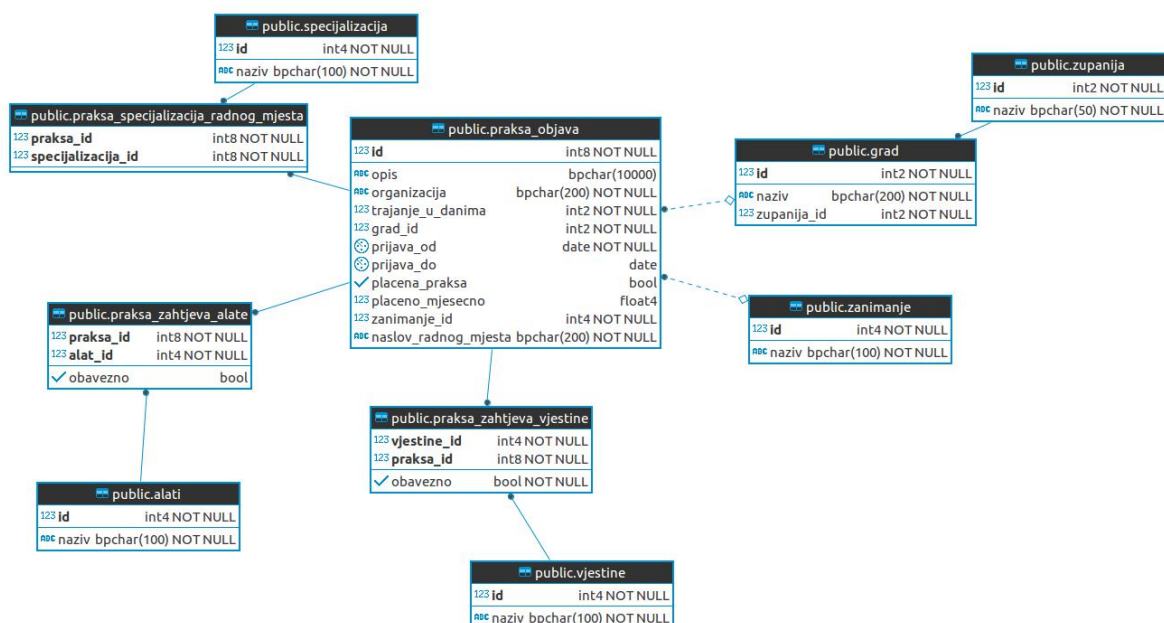 public.specijalizacija
123 id int4 NOT NULL
ABC naziv bpchar(100) NOT NULL
public.zupanija
123 id int2 NOT NULL
ABC naziv bpchar(50) NOT NULL
public.praksa_specijalizacija_radnog_mjesta
123 praksa_id int8 NOT NULL
123 specijalizacija_id int8 NOT NULL
public.praksa_objava
123 id int8 NOT NULL
ABC opis bpchar(10000)
ABC organizacija bpchar(200) NOT NULL
123 trajanje_u_danima int2 NOT NULL
123 grad_id int2 NOT NULL
prijava_od date NOT NULL
prijava_do date
placena_praksa bool
123 placeno_mjesecno float4
123 zanimanje_id int4 NOT NULL
ABC naslov_radnog_mjesta bpchar(200) NOT NULL
public.grad
123 id int2 NOT NULL
ABC naziv bpchar(200) NOT NULL
123 zupanija_id int2 NOT NULL
public.zanimanje
123 id int4 NOT NULL
ABC naziv bpchar(100) NOT NULL
public.praksa_zahtjeva_alate
123 praksa_id int8 NOT NULL
123 alat_id int4 NOT NULL
obavezno bool
public.praksa_zahtjeva_vjestine
123 vjestine_id int4 NOT NULL
123 praksa_id int8 NOT NULL
obavezno bool NOT NULL
public.alati
123 id int4 NOT NULL
ABC naziv bpchar(100) NOT NULL
public.vjestine
123 id int4 NOT NULL
ABC naziv bpchar(100) NOT NULL